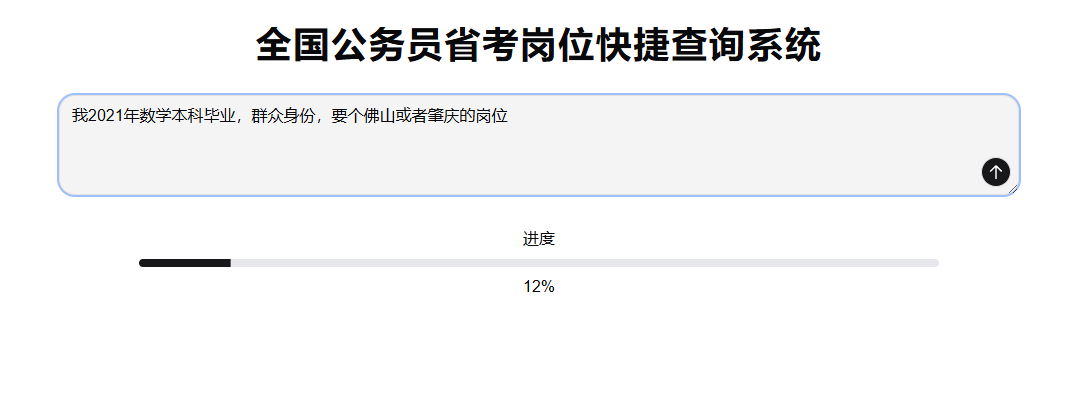 全国公务员省考岗位快捷查询系统
我2021年数学本科毕业，群众身份，要个佛山或者肇庆的岗位
进度
12%